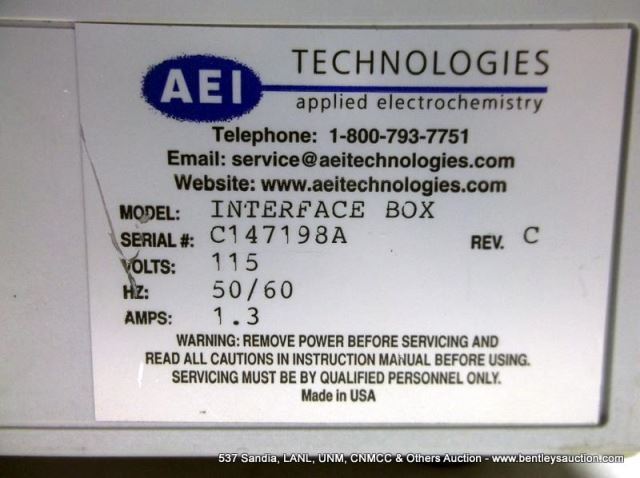 AEI TECHNOLOGIES
applied electrochemistry
Telephone: 1-800-793-7751
Email: service@aeitechnologies.com
Website: www.aeitechnologies.com
MODEL: INTERFACE BOX
SERIAL #: C147198A REV. C
VOLTS: 115
HZ: 50/60
AMPS: 1.3
WARNING: REMOVE POWER BEFORE SERVICING AND
READ ALL CAUTIONS IN INSTRUCTION MANUAL BEFORE USING.
SERVICING MUST BE BY QUALIFIED PERSONNEL ONLY.
Made in USA
537 Sandia, LANL, UNM, CNMCC & Others Auction - www.bentleysauction.com